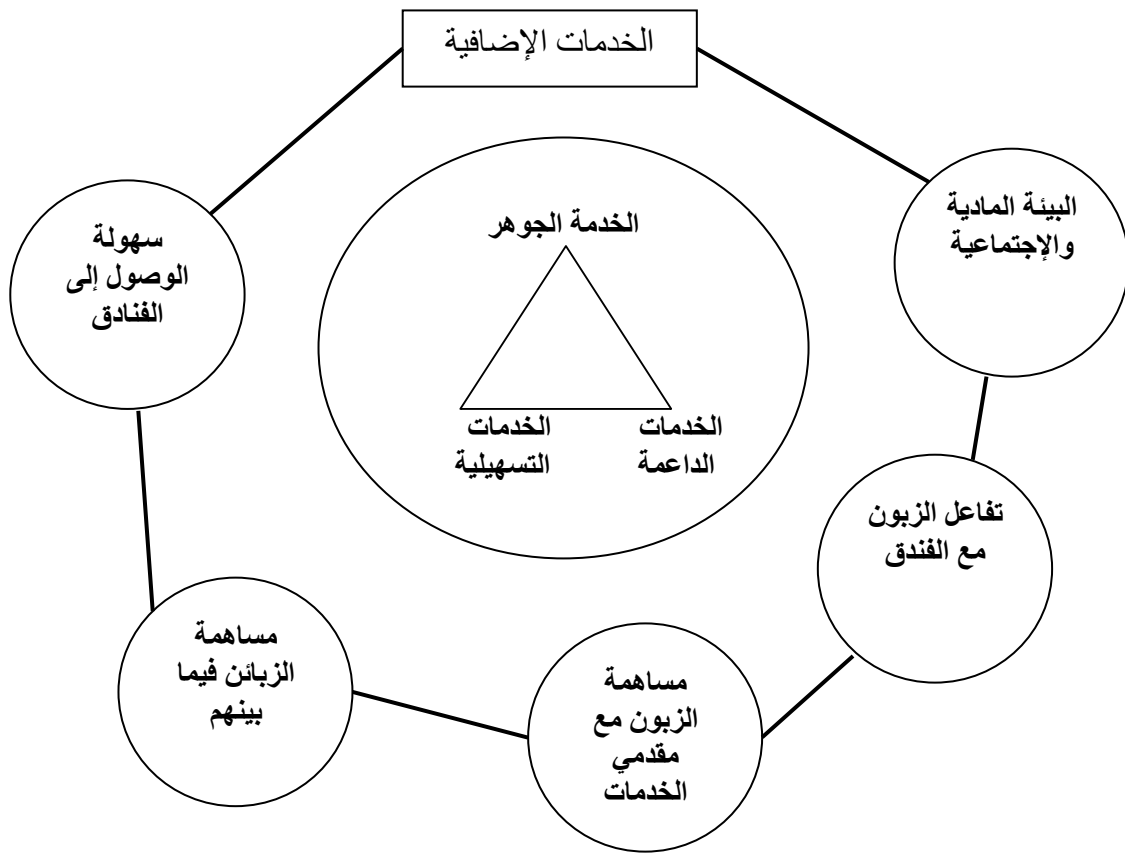 الخدمات الإضافية
البيئة المادية
والإجتماعية
سهولة
الوصول إلى
الفنادق
الخدمة الجوهر
الخدمات
الداعمة
الخدمات
التسهيلية
تفاعل الزبون
مع الفندق
مساهمة
الزبون مع
مقدمي
الخدمات
مساهمة
الزبائن فيما
بينهم